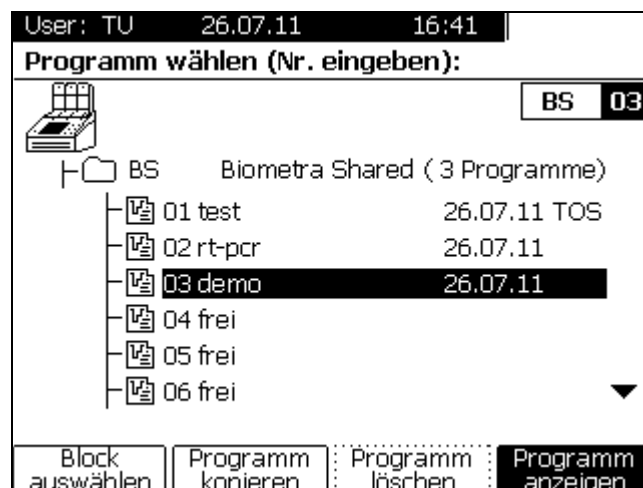 User: TU 26.07.11 16:41
Programm wählen (Nr. eingeben):
BS 03
BS Biometra Shared ( 3 Programme)
01 test 26.07.11 TOS
02 rt-pcr 26.07.11
03 demo 26.07.11
04 frei
05 frei
06 frei
Block Programm Programm Programm
auswählen kopieren löschen anzeigen